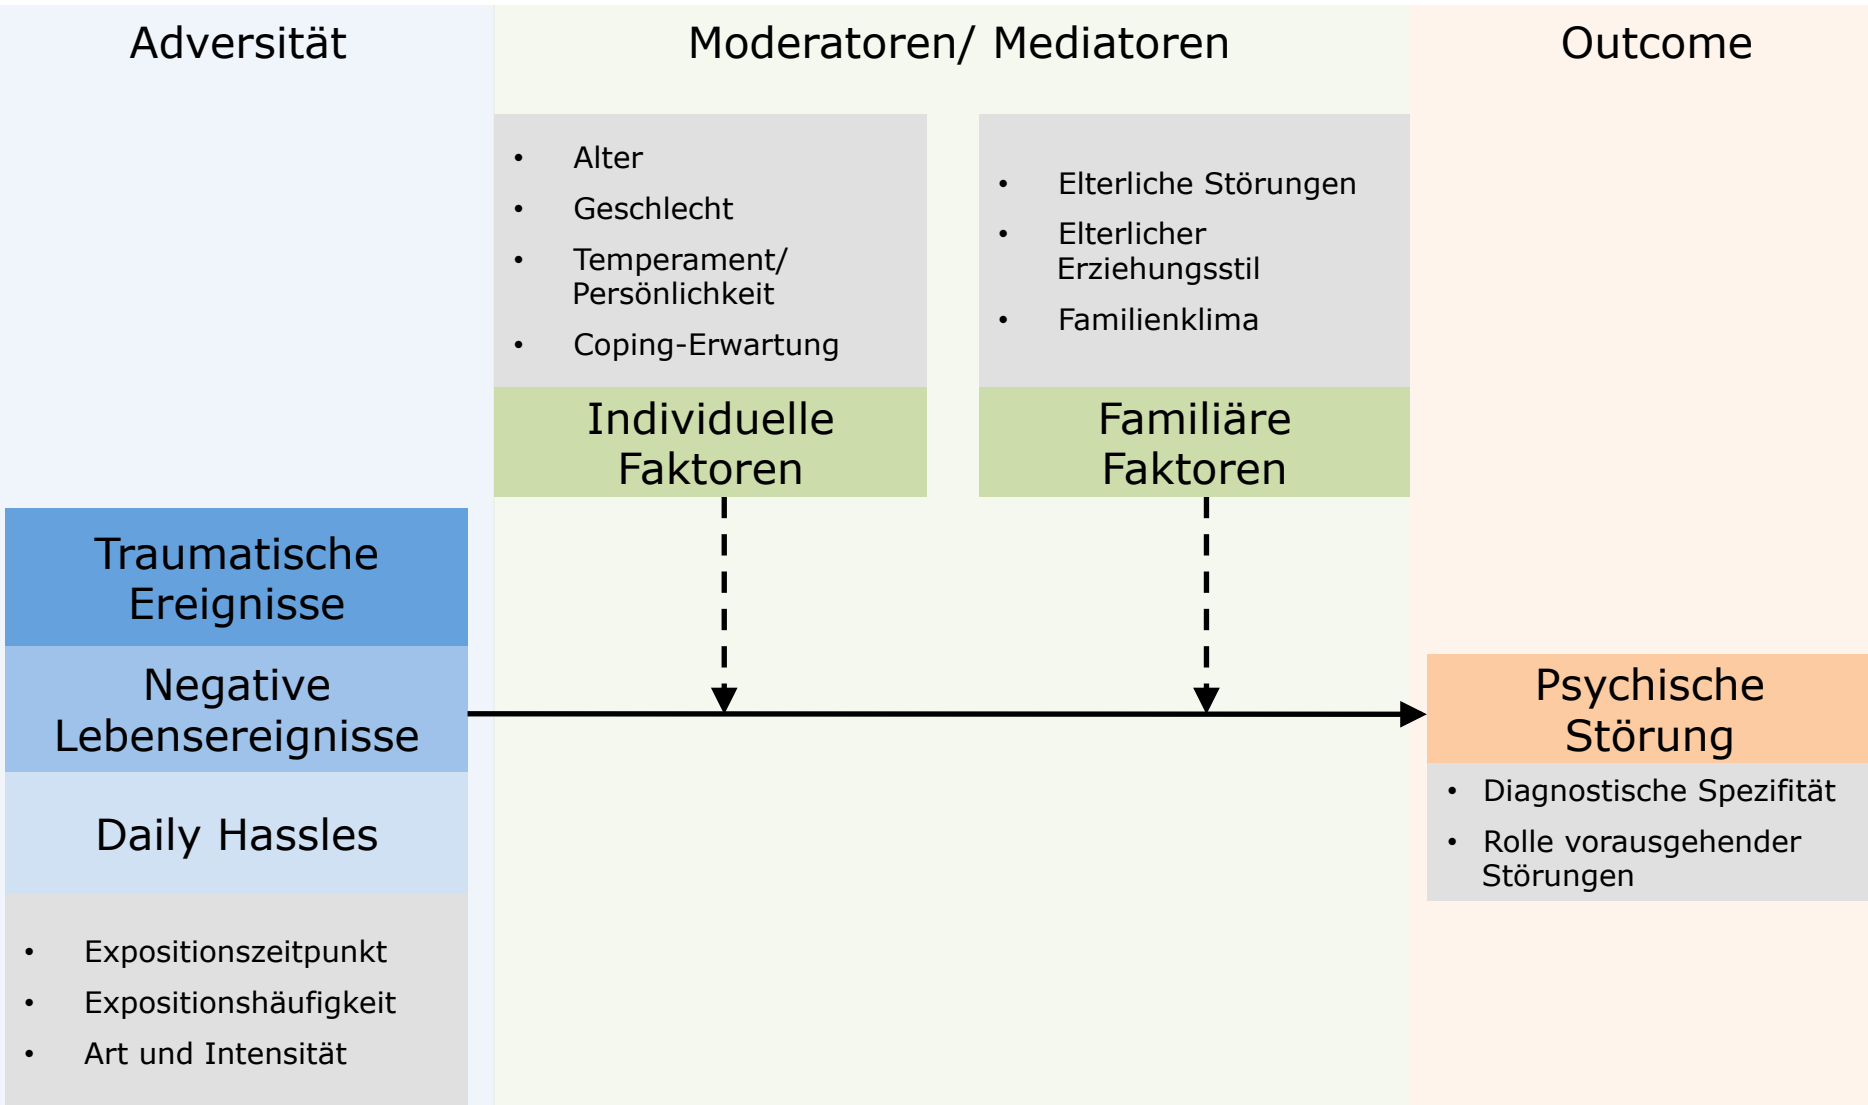 Adversität
Moderatoren/ Mediatoren
Outcome
• Alter
• Geschlecht
• Temperament/
Persönlichkeit
• Coping-Erwartung
Individuelle
Faktoren
• Elterliche Störungen
• Elterlicher
Erziehungsstil
• Familienklima
Familiäre
Faktoren
Traumatische
Ereignisse
Negative
Lebensereignisse
Daily Hassles
• Expositionszeitpunkt
• Expositionshäufigkeit
• Art und Intensität
Psychische
Störung
• Diagnostische Spezifität
• Rolle vorausgehender
Störungen